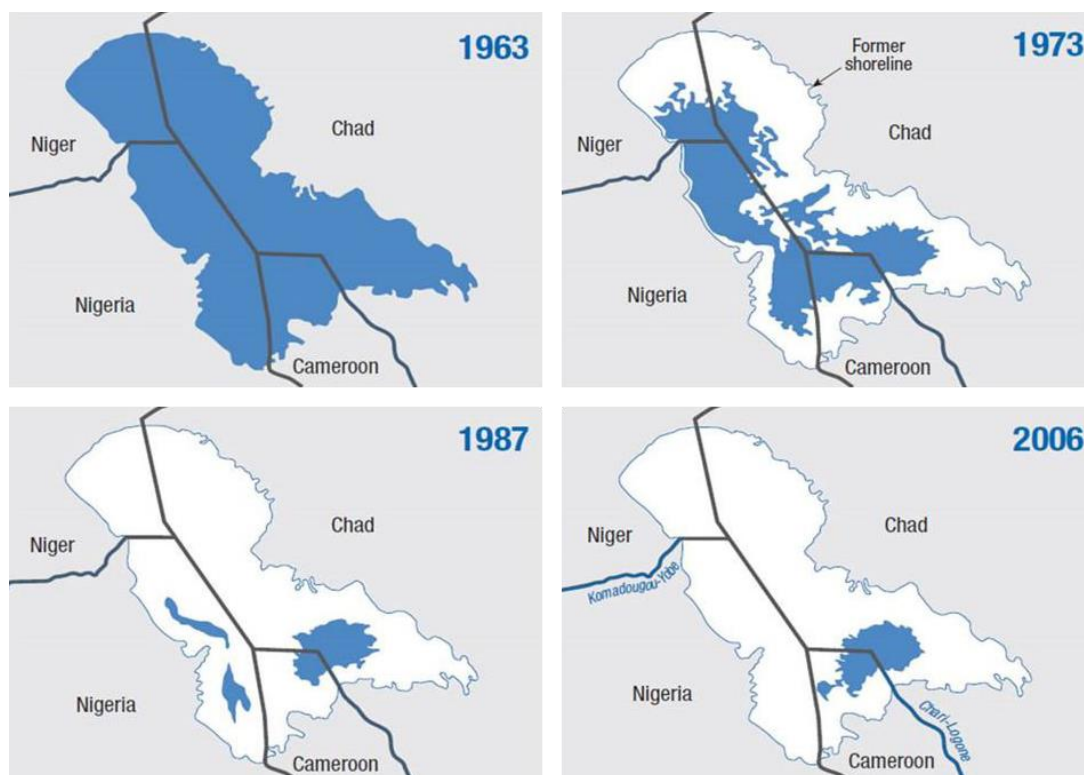 1963
Niger
Chad
Nigeria
Cameroon
1973
Former
shoreline
Niger
Chad
Nigeria
Cameroon
1987
Niger
Chad
Nigeria
Cameroon
2006
Niger
Chad
Komadougou-Yobe
Nigeria
Chari-Logone
Cameroon